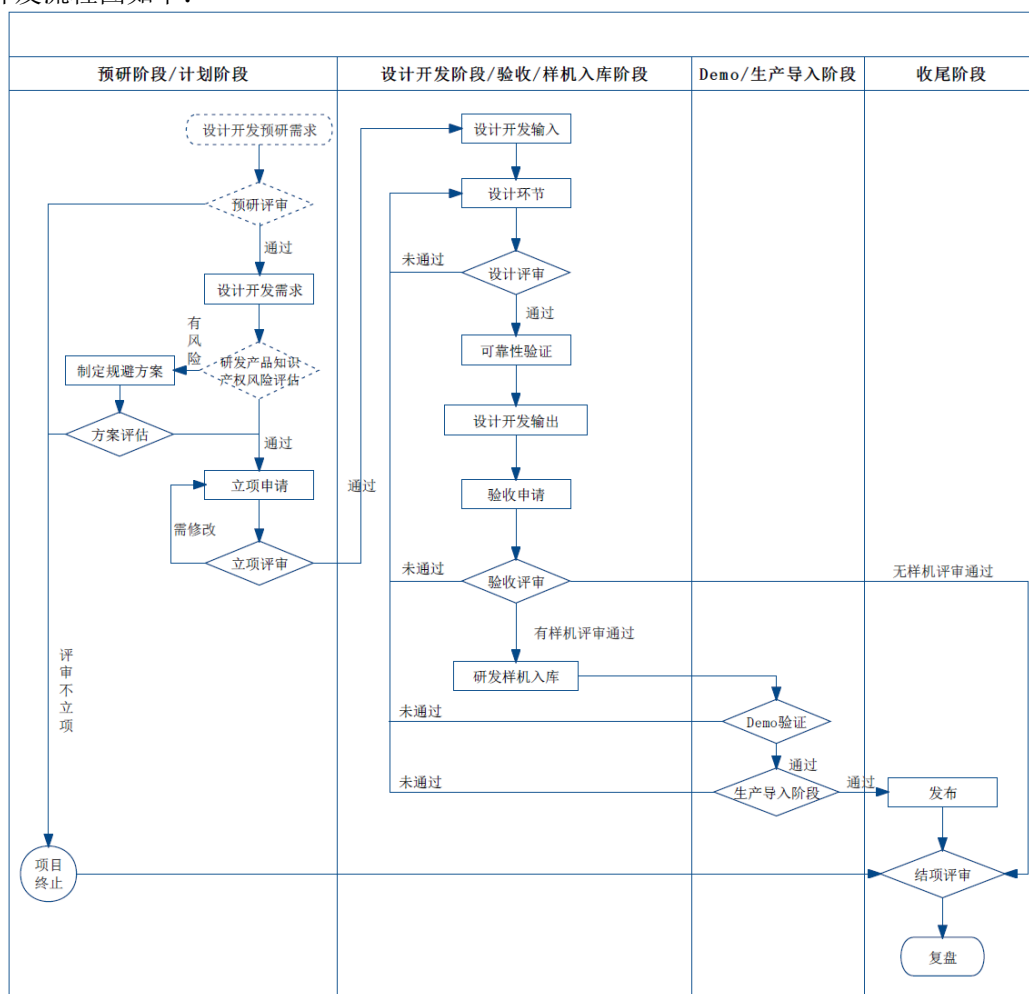 开发流程图如下：
预研阶段/计划阶段
设计开发阶段/验收/样机入库阶段
Demo/生产导入阶段
收尾阶段
设计开发预研需求
预研评审
通过
设计开发需求
有
风
险
研发产品知识
产权风险评估
制定规避方案
方案评估
通过
立项申请
需修改
立项评审
通过
评
审
不
立
项
项目
终止
设计开发输入
设计环节
未通过
设计评审
通过
可靠性验证
设计开发输出
验收申请
未通过
验收评审
无样机评审通过
有样机评审通过
研发样机入库
未通过
Demo验证
通过
未通过
生产导入阶段
通过
发布
结项评审
复盘